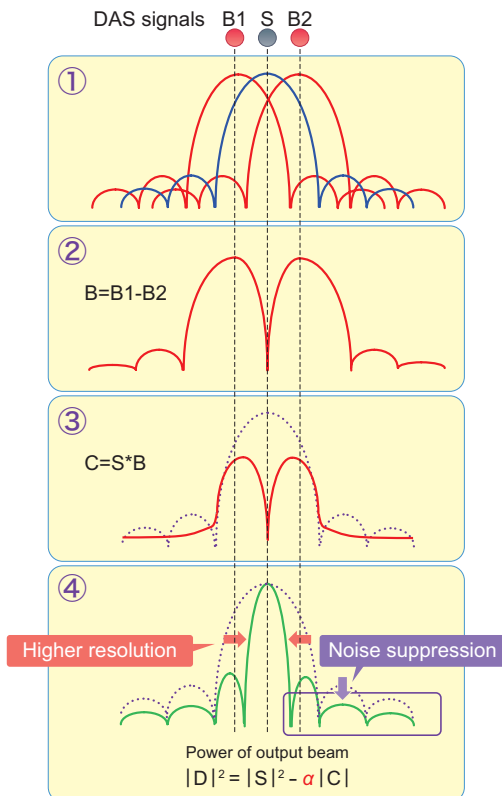 DAS signals B1 S B2
①
②
B=B1-B2
③
C=S*B
④
Higher resolution
Noise suppression
Power of output beam
|D|² = |S|² - α |C|